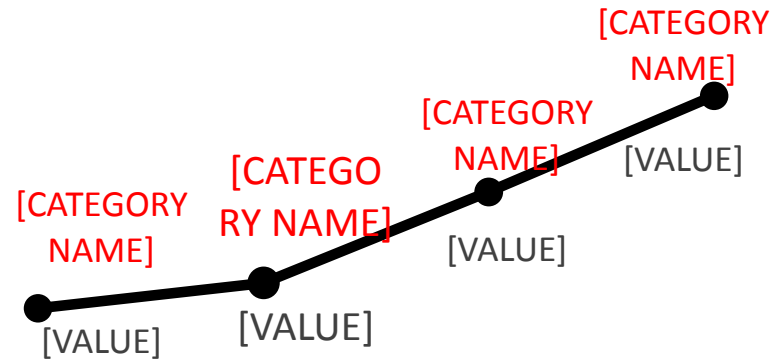 [CATEGORY
NAME]
[VALUE]
[CATEGO
RY NAME]
[VALUE]
[CATEGORY
NAME]
[VALUE]
[CATEGORY
NAME]
[VALUE]